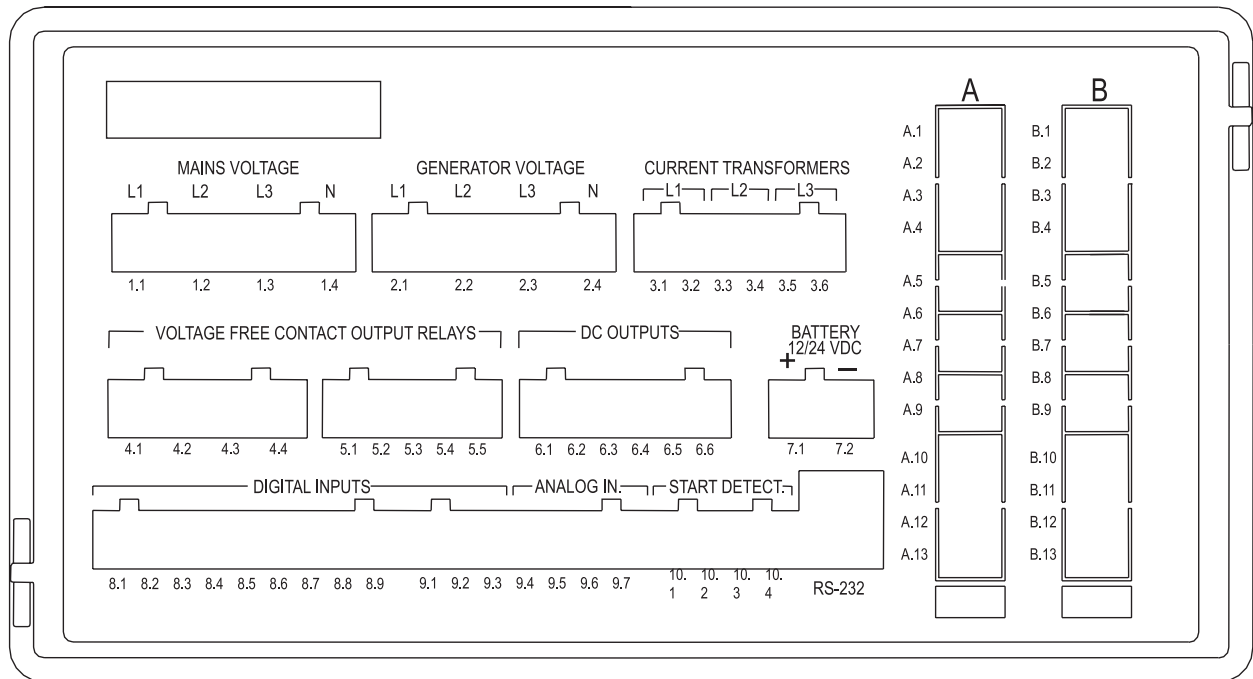 A B
MAINS VOLTAGE GENERATOR VOLTAGE CURRENT TRANSFORMERS
L1 L2 L3 N L1 L2 L3 N L1 L2 L3
1.1 1.2 1.3 1.4 2.1 2.2 2.3 2.4 3.1 3.2 3.3 3.4 3.5 3.6
VOLTAGE FREE CONTACT OUTPUT RELAYS DC OUTPUTS BATTERY
12/24 VDC
+ −
4.1 4.2 4.3 4.4 5.1 5.2 5.3 5.4 5.5 6.1 6.2 6.3 6.4 6.5 6.6 7.1 7.2
DIGITAL INPUTS ANALOG IN. START DETECT.
8.1 8.2 8.3 8.4 8.5 8.6 8.7 8.8 8.9 9.1 9.2 9.3 9.4 9.5 9.6 9.7 10. 10. 10. 10.
1 2 3 4
RS-232
A.1 B.1
A.2 B.2
A.3 B.3
A.4 B.4
A.5 B.5
A.6 B.6
A.7 B.7
A.8 B.8
A.9 B.9
A.10 B.10
A.11 B.11
A.12 B.12
A.13 B.13